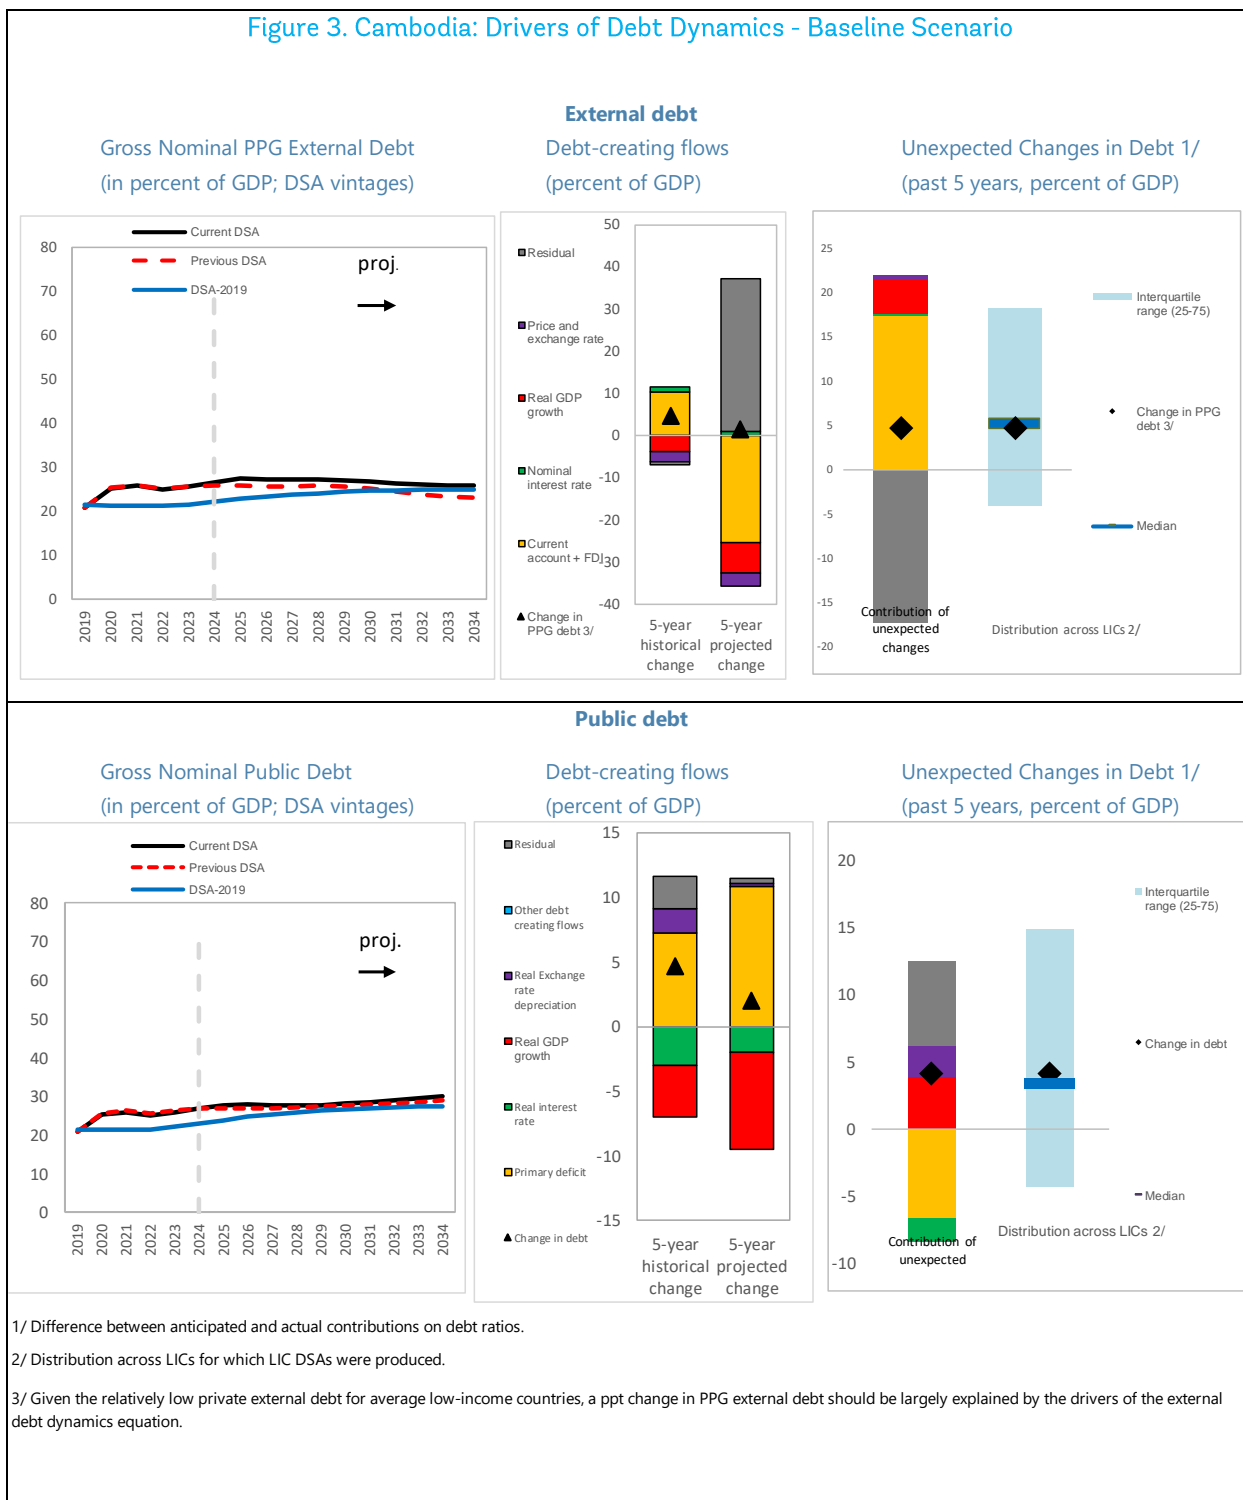 Figure 3. Cambodia: Drivers of Debt Dynamics - Baseline Scenario
External debt
Gross Nominal PPG External Debt
(in percent of GDP; DSA vintages)
Debt-creating flows
(percent of GDP)
Unexpected Changes in Debt 1/
(past 5 years, percent of GDP)
Current DSA
Previous DSA
DSA-2019
proj.
80
70
60
50
40
30
20
10
0
2019
2020
2021
2022
2023
2024
2025
2026
2027
2028
2029
2030
2031
2032
2033
2034
Residual
Price and
exchange rate
Real GDP
growth
Nominal
interest rate
Current
account + FDI
Change in
PPG debt 3/
50
40
30
20
10
0
-10
-20
-30
-40
5-year
historical
change
5-year
projected
change
25
20
15
10
5
0
-5
-10
-15
-20
Contribution of
unexpected
changes
Distribution across LICs 2/
Interquartile
range (25-75)
Change in PPG
debt 3/
Median
Public debt
Gross Nominal Public Debt
(in percent of GDP; DSA vintages)
Debt-creating flows
(percent of GDP)
Unexpected Changes in Debt 1/
(past 5 years, percent of GDP)
Current DSA
Previous DSA
DSA-2019
proj.
80
70
60
50
40
30
20
10
0
2019
2020
2021
2022
2023
2024
2025
2026
2027
2028
2029
2030
2031
2032
2033
2034
Residual
Other debt
creating flows
Real Exchange
rate
depreciation
Real GDP
growth
Real interest
rate
Primary deficit
Change in debt
15
10
5
0
-5
-10
-15
5-year
historical
change
5-year
projected
change
20
15
10
5
0
-5
-10
Contribution of
unexpected
Distribution across LICs 2/
Interquartile
range (25-75)
Change in debt
Median
1/ Difference between anticipated and actual contributions on debt ratios.
2/ Distribution across LICs for which LIC DSAs were produced.
3/ Given the relatively low private external debt for average low-income countries, a ppt change in PPG external debt should be largely explained by the drivers of the external
debt dynamics equation.